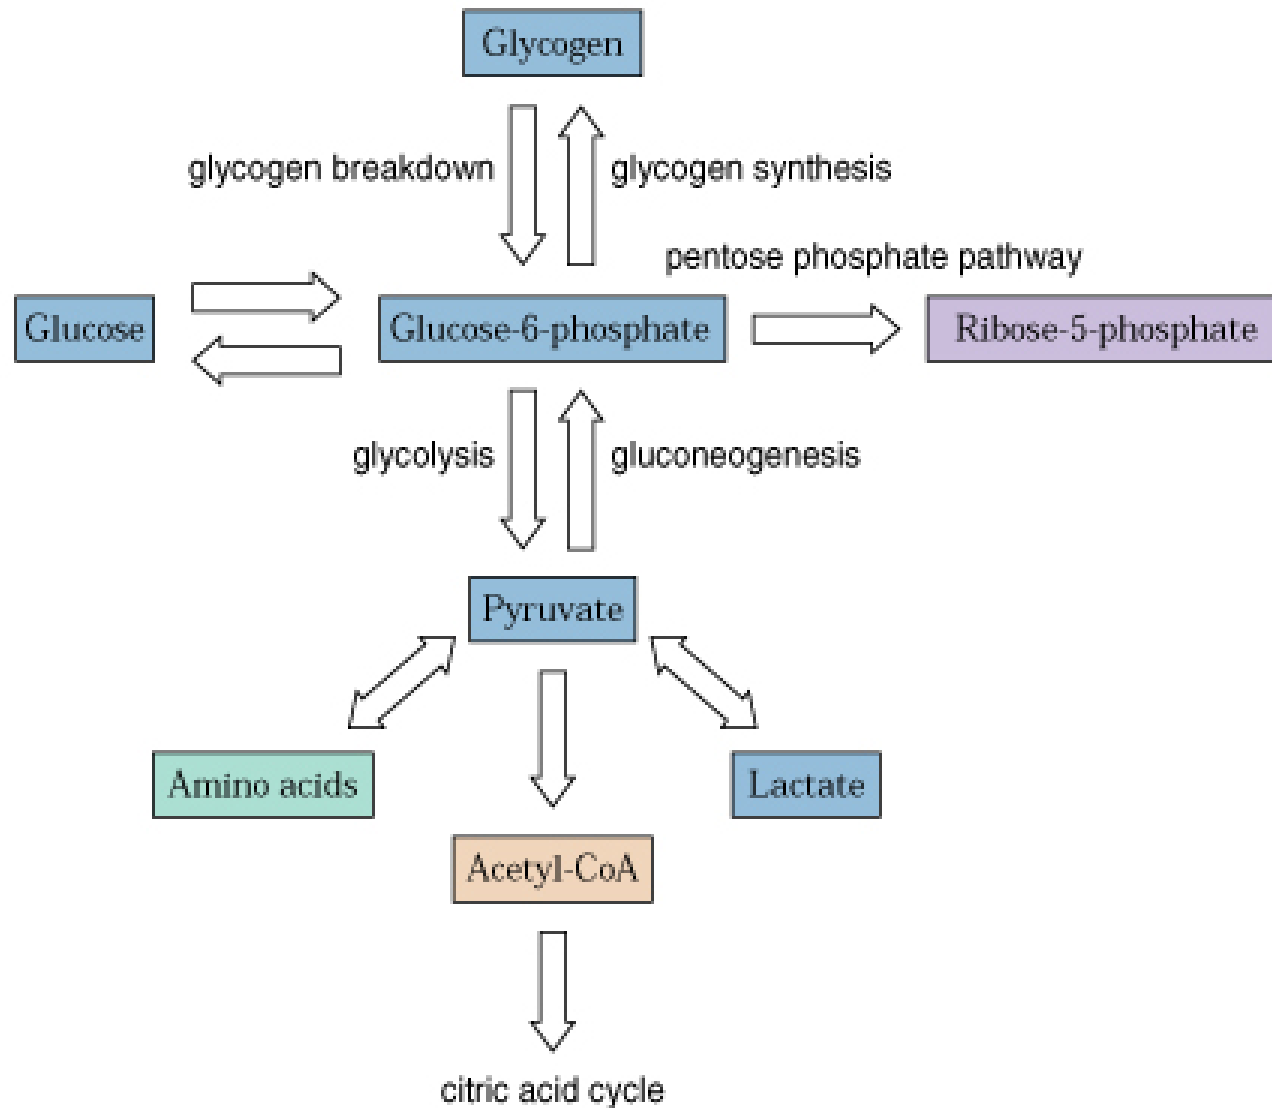 Glycogen
glycogen breakdown
glycogen synthesis
pentose phosphate pathway
Glucose
Glucose-6-phosphate
Ribose-5-phosphate
glycolysis
gluconeogenesis
Pyruvate
Amino acids
Lactate
Acetyl-CoA
citric acid cycle